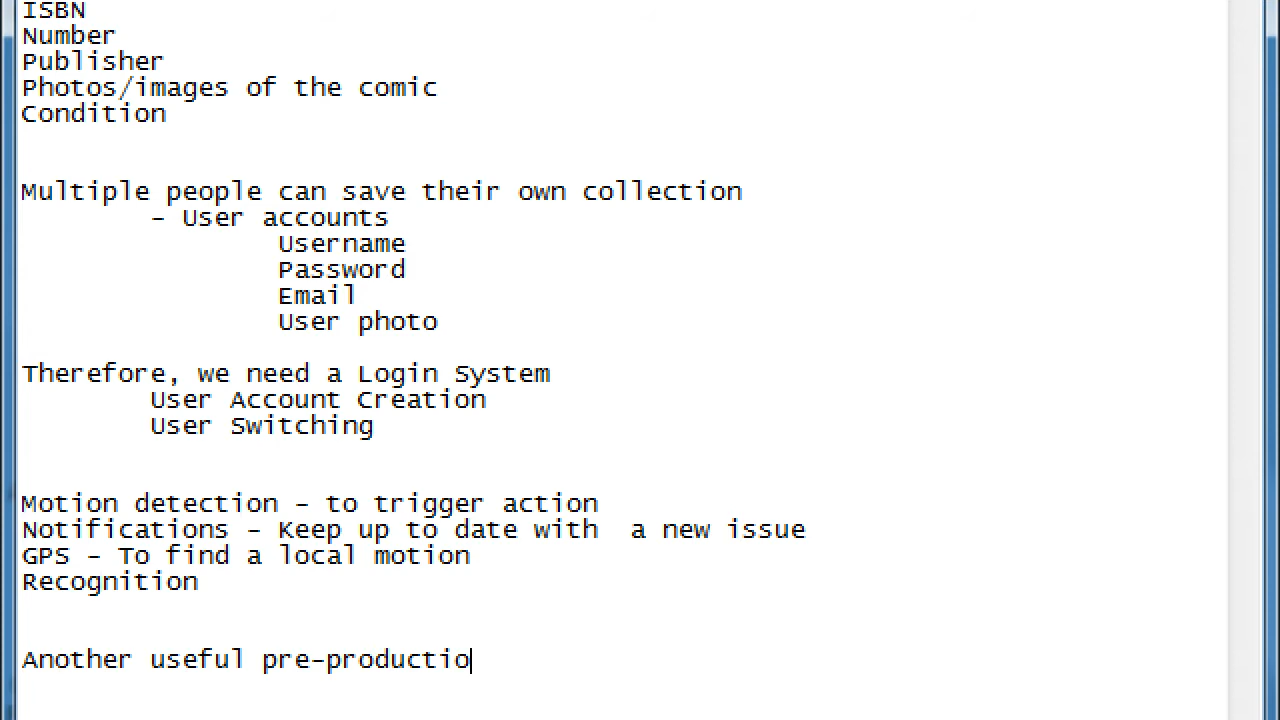 ISBN
Number
Publisher
Photos/images of the comic
Condition
Multiple people can save their own collection
- User accounts
Username
Password
Email
User photo
Therefore, we need a Login System
User Account Creation
User Switching
Motion detection - to trigger action
Notifications - Keep up to date with  a new issue
GPS - To find a local motion
Recognition
Another useful pre-productio